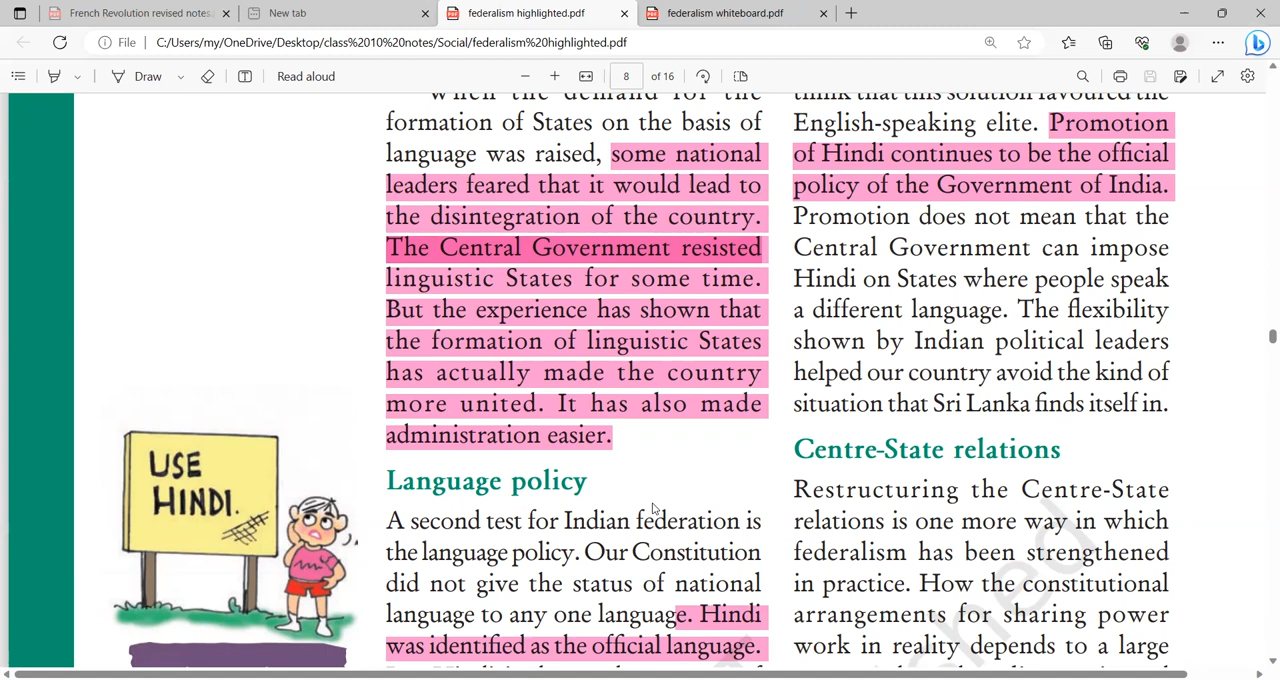 French Revolution revised notes.
New tab
federalism highlighted.pdf
federalism whiteboard.pdf
File
C:/Users/my/OneDrive/Desktop/class%2010%20notes/Social/federalism%20highlighted.pdf
Draw
Read aloud
8
of 16
When the demand for the
formation of States on the basis of
language was raised, some national
leaders feared that it would lead to
the disintegration of the country.
The Central Government resisted
linguistic States for some time.
But the experience has shown that
the formation of linguistic States
has actually made the country
more united. It has also made
administration easier.
Language policy
A second test for Indian federation is
the language policy. Our Constitution
did not give the status of national
language to any one language. Hindi
was identified as the official language.
USE
HINDI.
think that this solution favoured the
English-speaking elite. Promotion
of Hindi continues to be the official
policy of the Government of India.
Promotion does not mean that the
Central Government can impose
Hindi on States where people speak
a different language. The flexibility
shown by Indian political leaders
helped our country avoid the kind of
situation that Sri Lanka finds itself in.
Centre-State relations
Restructuring the Centre-State
relations is one more way in which
federalism has been strengthened
in practice. How the constitutional
arrangements for sharing power
work in reality depends to a large